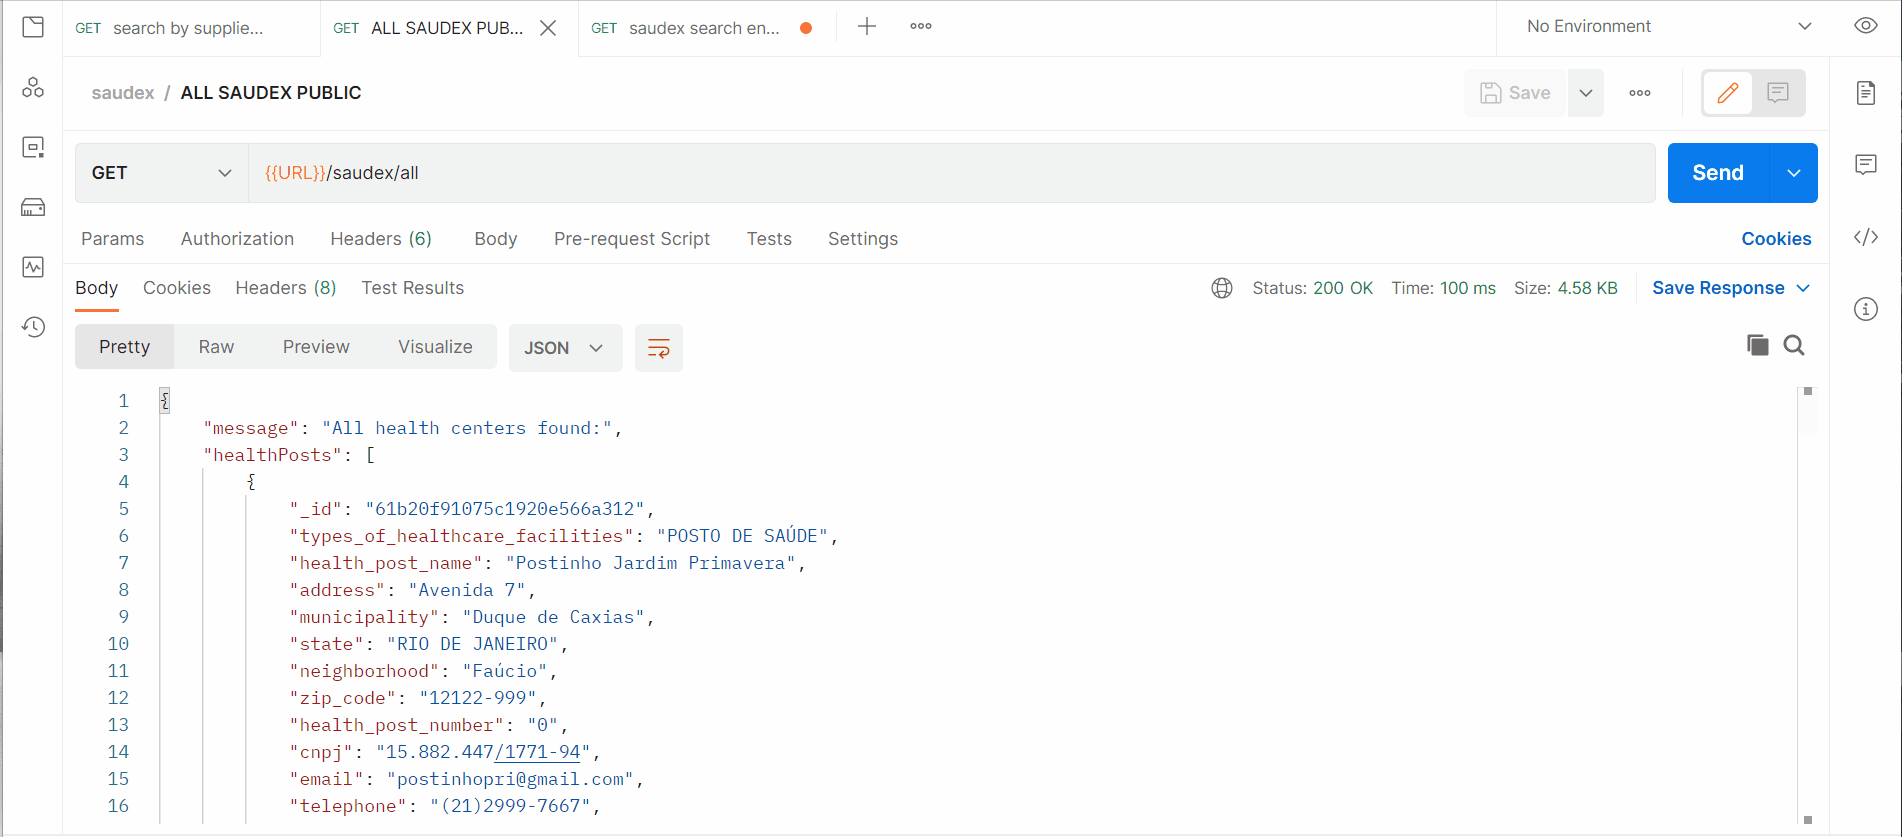 GET search by supplie... GET ALL SAUDEX PUB... GET saudex search en... No Environment
saudex / ALL SAUDEX PUBLIC Save
GET {{URL}}/saudex/all Send
Params Authorization Headers (6) Body Pre-request Script Tests Settings Cookies
Body Cookies Headers (8) Test Results Status: 200 OK Time: 100 ms Size: 4.58 KB Save Response
Pretty Raw Preview Visualize JSON
1 {
2 "message": "All health centers found:",
3 "healthPosts": [
4 {
5 "_id": "61b20f91075c1920e566a312",
6 "types_of_healthcare_facilities": "POSTO DE SAÚDE",
7 "health_post_name": "Postinho Jardim Primavera",
8 "address": "Avenida 7",
9 "municipality": "Duque de Caxias",
10 "state": "RIO DE JANEIRO",
11 "neighborhood": "Faúcio",
12 "zip_code": "12122-999",
13 "health_post_number": "0",
14 "cnpj": "15.882.447/1771-94",
15 "email": "postinhopri@gmail.com",
16 "telephone": "(21)2999-7667",